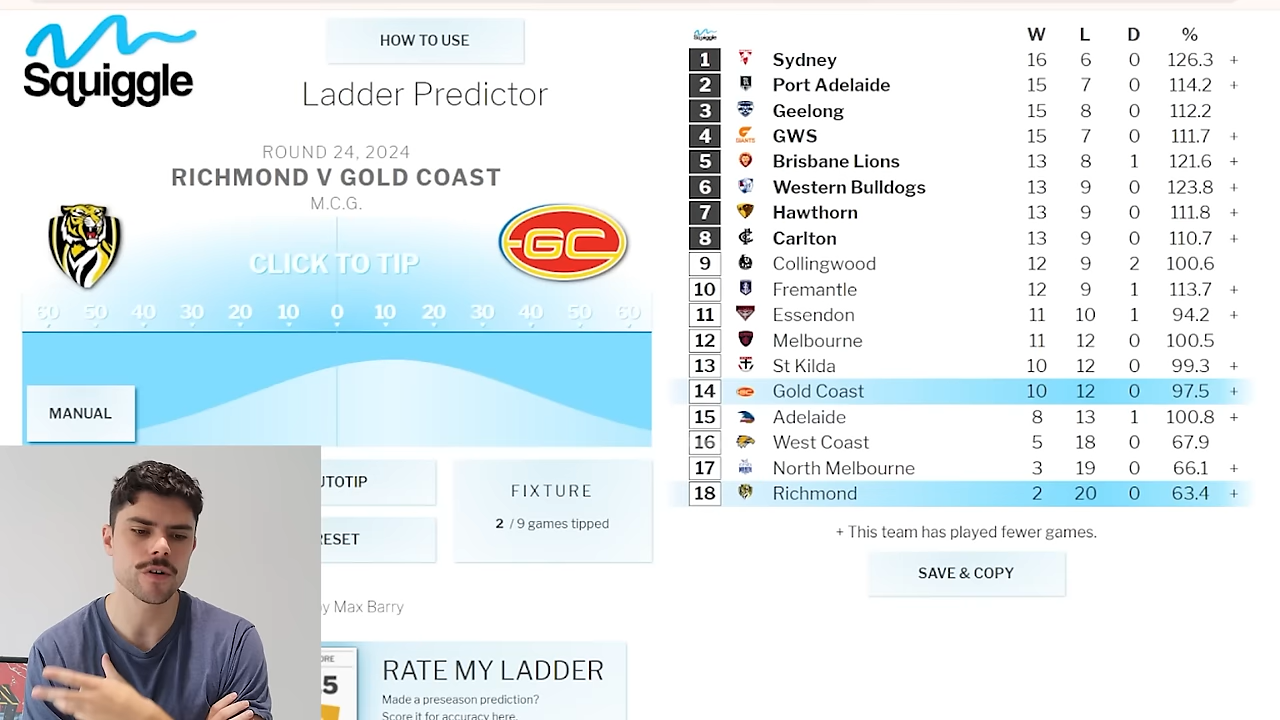 Squiggle
HOW TO USE
Ladder Predictor
ROUND 24, 2024
RICHMOND V GOLD COAST
M.C.G.
GC
CLICK TO TIP
60 50 40 30 20 10 0 10 20 30 40 50 60
MANUAL
UTOTIP
RESET
FIXTURE
2 / 9 games tipped
by Max Barry
RATE MY LADDER
Made a preseason prediction?
Score it for accuracy here.
Squiggle W L D %
1 Sydney 16 6 0 126.3 +
2 Port Adelaide 15 7 0 114.2 +
3 Geelong 15 8 0 112.2
4 GWS 15 7 0 111.7 +
5 Brisbane Lions 13 8 1 121.6 +
6 Western Bulldogs 13 9 0 123.8 +
7 Hawthorn 13 9 0 111.8 +
8 Carlton 13 9 0 110.7 +
9 Collingwood 12 9 2 100.6
10 Fremantle 12 9 1 113.7 +
11 Essendon 11 10 1 94.2 +
12 Melbourne 11 12 0 100.5
13 St Kilda 10 12 0 99.3 +
14 Gold Coast 10 12 0 97.5 +
15 Adelaide 8 13 1 100.8 +
16 West Coast 5 18 0 67.9
17 North Melbourne 3 19 0 66.1 +
18 Richmond 2 20 0 63.4 +
+ This team has played fewer games.
SAVE & COPY